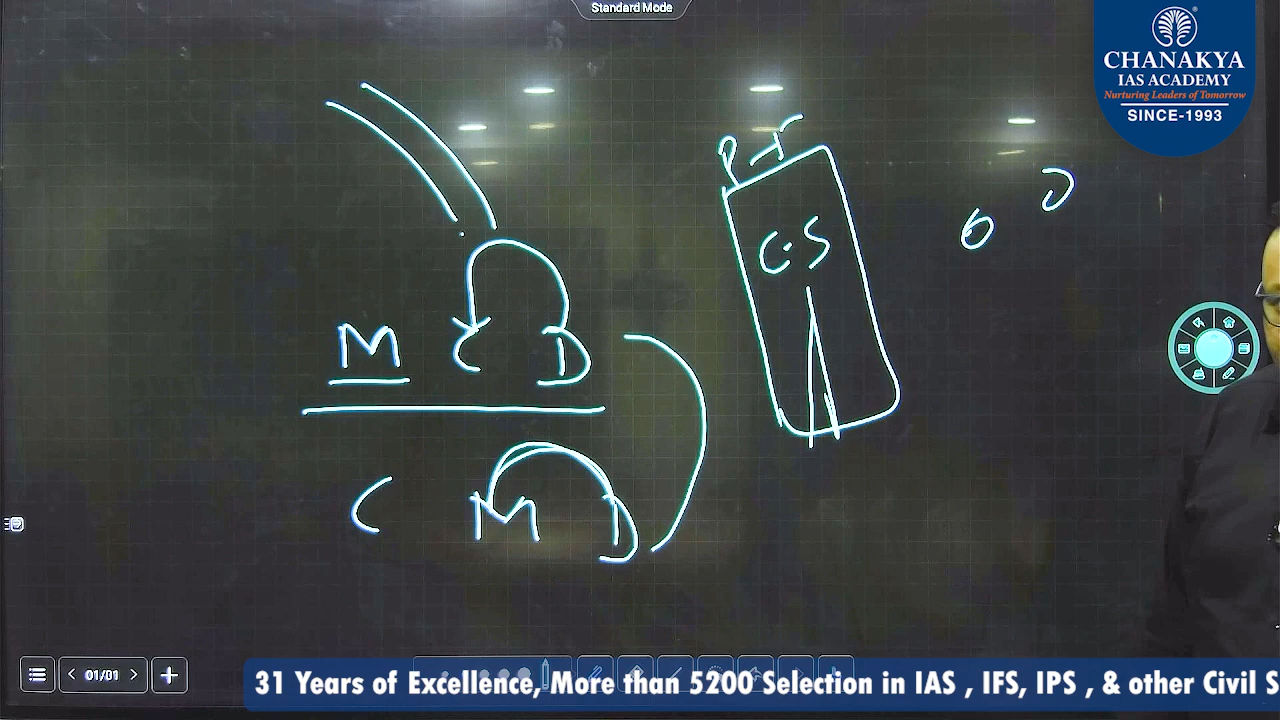 Standard Mode
CHANAKYA
IAS ACADEMY
Nurturing Leaders of Tomorrow
SINCE-1993
C.S
M C D
C M D
01/01
31 Years of Excellence, More than 5200 Selection in IAS , IFS, IPS , & other Civil S